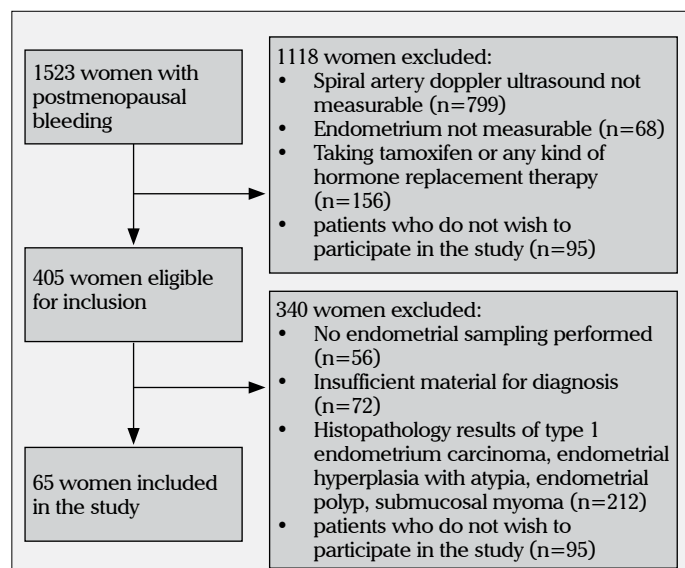 1523 women with
postmenopausal
bleeding
1118 women excluded:
• Spiral artery doppler ultrasound not
measurable (n=799)
• Endometrium not measurable (n=68)
• Taking tamoxifen or any kind of
hormone replacement therapy
(n=156)
• patients who do not wish to
participate in the study (n=95)
405 women eligible
for inclusion
340 women excluded:
• No endometrial sampling performed
(n=56)
• Insufficient material for diagnosis
(n=72)
• Histopathology results of type 1
endometrium carcinoma, endometrial
hyperplasia with atypia, endometrial
polyp, submucosal myoma (n=212)
• patients who do not wish to
participate in the study (n=95)
65 women included
in the study